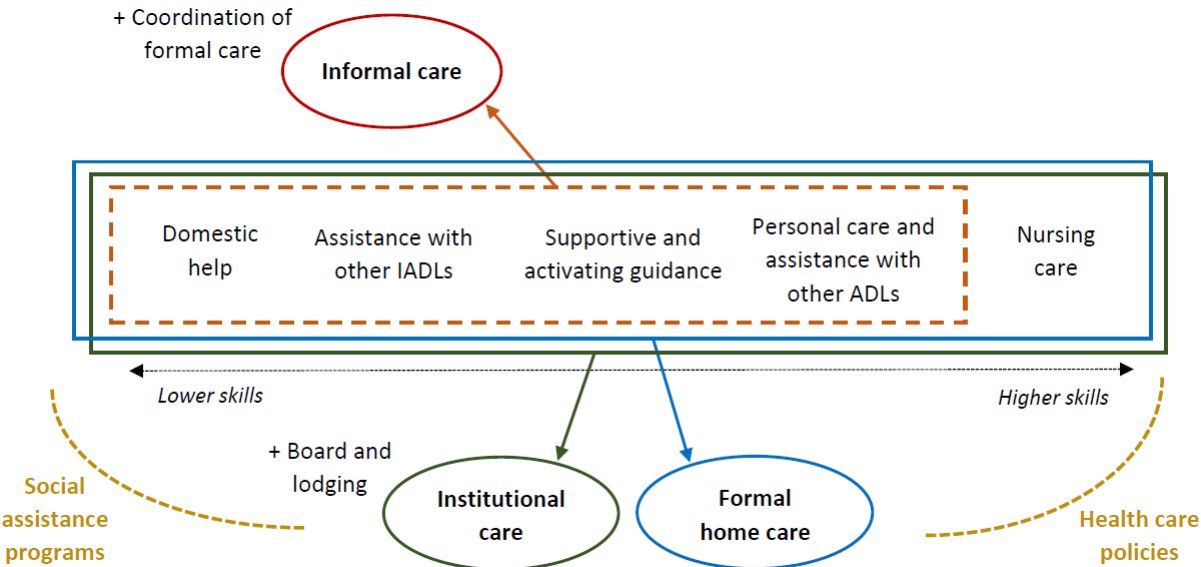 + Coordination of
formal care
Informal care
Domestic
help
Assistance with
other IADLs
Supportive and
activating guidance
Personal care and
assistance with
other ADLs
Nursing
care
Lower skills
Higher skills
+ Board and
lodging
Institutional
care
Formal
home care
Social
assistance
programs
Health care
policies